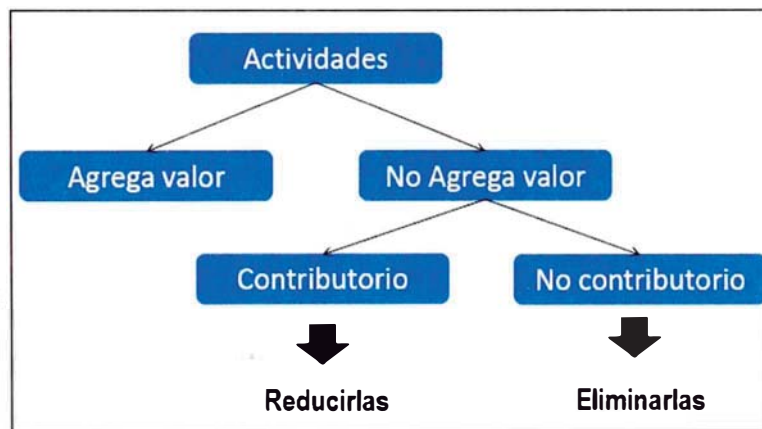 Actividades
Agrega valor
No Agrega valor
Contributorio
No contributorio
Reducirlas
Eliminarlas